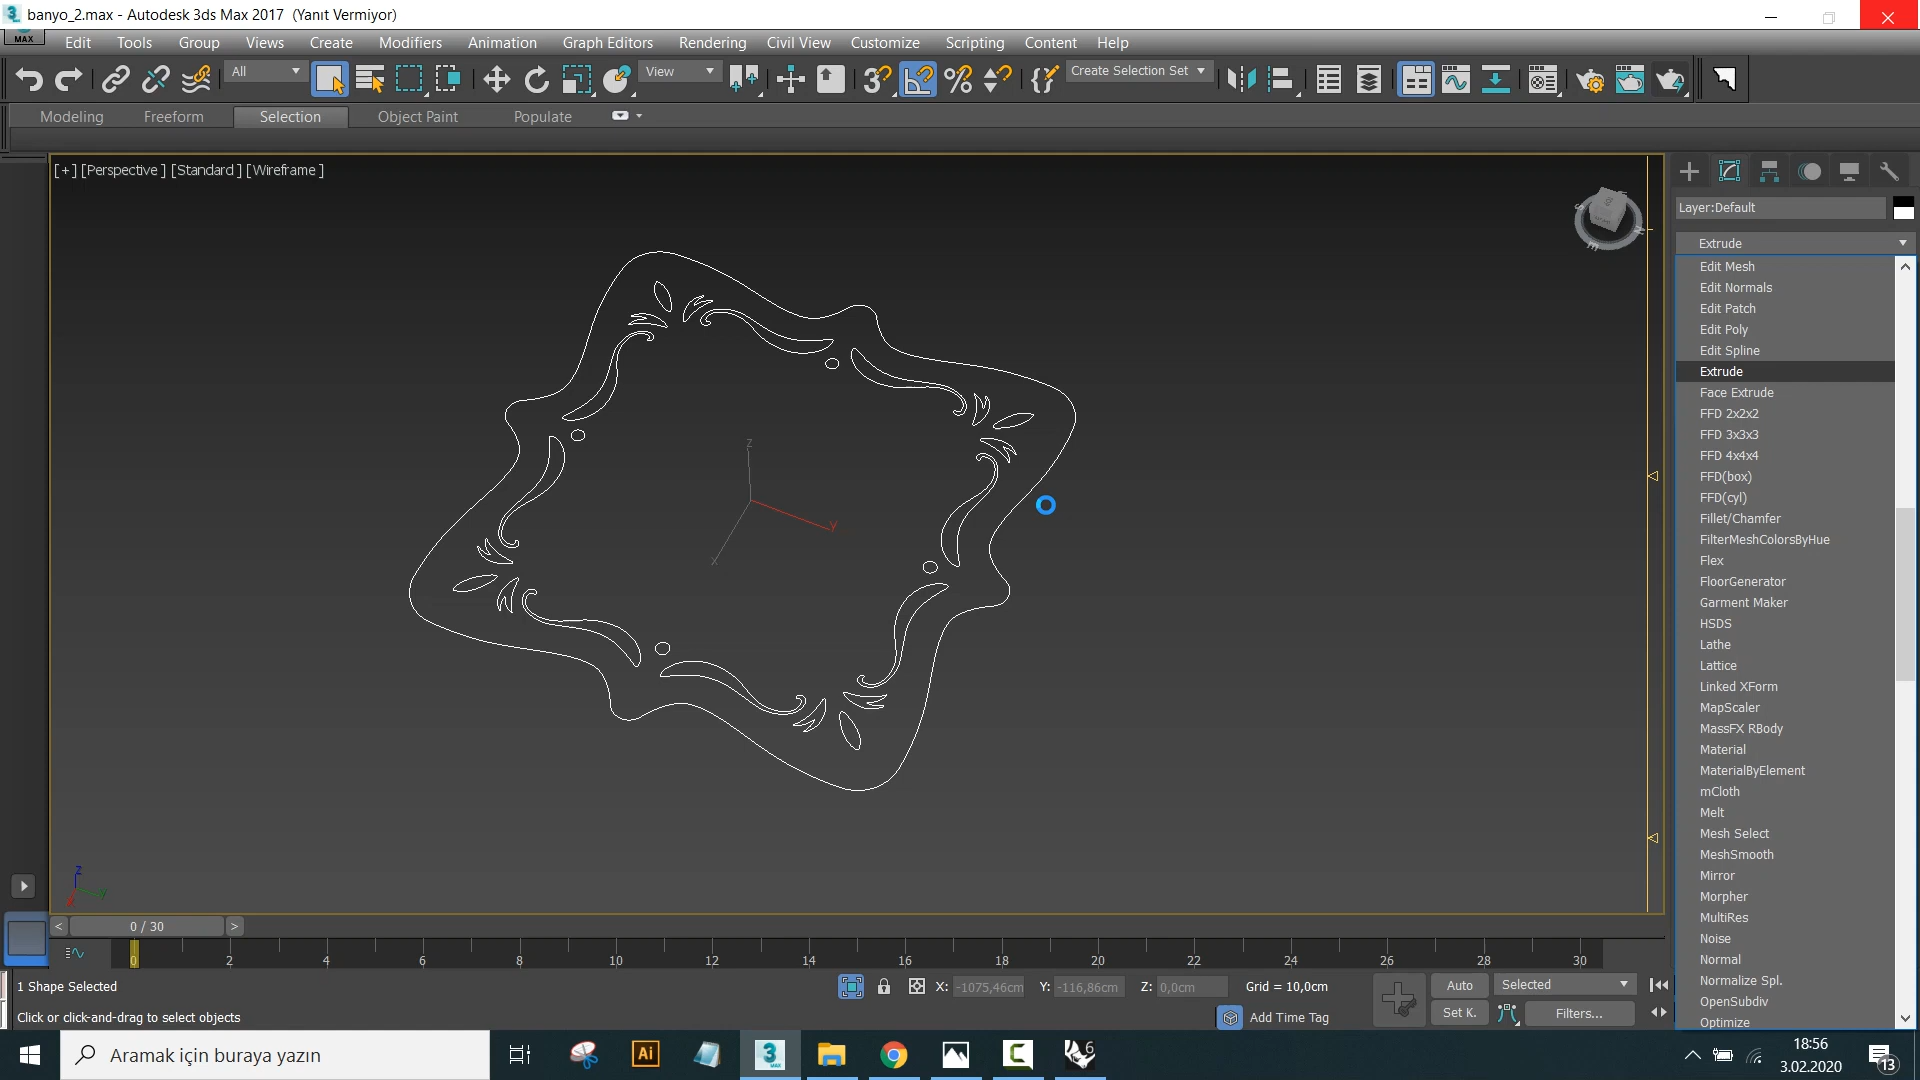 banyo_2.max - Autodesk 3ds Max 2017 (Yanıt Vermiyor)
MAX
Edit Tools Group Views Create Modifiers Animation Graph Editors Rendering Civil View Customize Scripting Content Help
All View Create Selection Set
Modeling Freeform Selection Object Paint Populate
[+] [Perspective ] [Standard ] [Wireframe ]
Layer:Default
Extrude
Edit Mesh
Edit Normals
Edit Patch
Edit Poly
Edit Spline
Extrude
Face Extrude
FFD 2x2x2
FFD 3x3x3
FFD 4x4x4
FFD(box)
FFD(cyl)
Fillet/Chamfer
FilterMeshColorsByHue
Flex
FloorGenerator
Garment Maker
HSDS
Lathe
Lattice
Linked XForm
MapScaler
MassFX RBody
Material
MaterialByElement
mCloth
Melt
Mesh Select
MeshSmooth
Mirror
Morpher
MultiRes
Noise
Normal
Normalize Spl.
OpenSubdiv
Optimize
z
Y
x
z
< 0 / 30 >
0 2 4 6 8 10 12 14 16 18 20 22 24 26 28 30
1 Shape Selected X: -1075,46cm Y: -116,86cm Z: 0,0cm Grid = 10,0cm Auto Selected
Click or click-and-drag to select objects Add Time Tag Set K. Filters...
Aramak için buraya yazın
Ai
3
MAX
6
18:56
3.02.2020
13